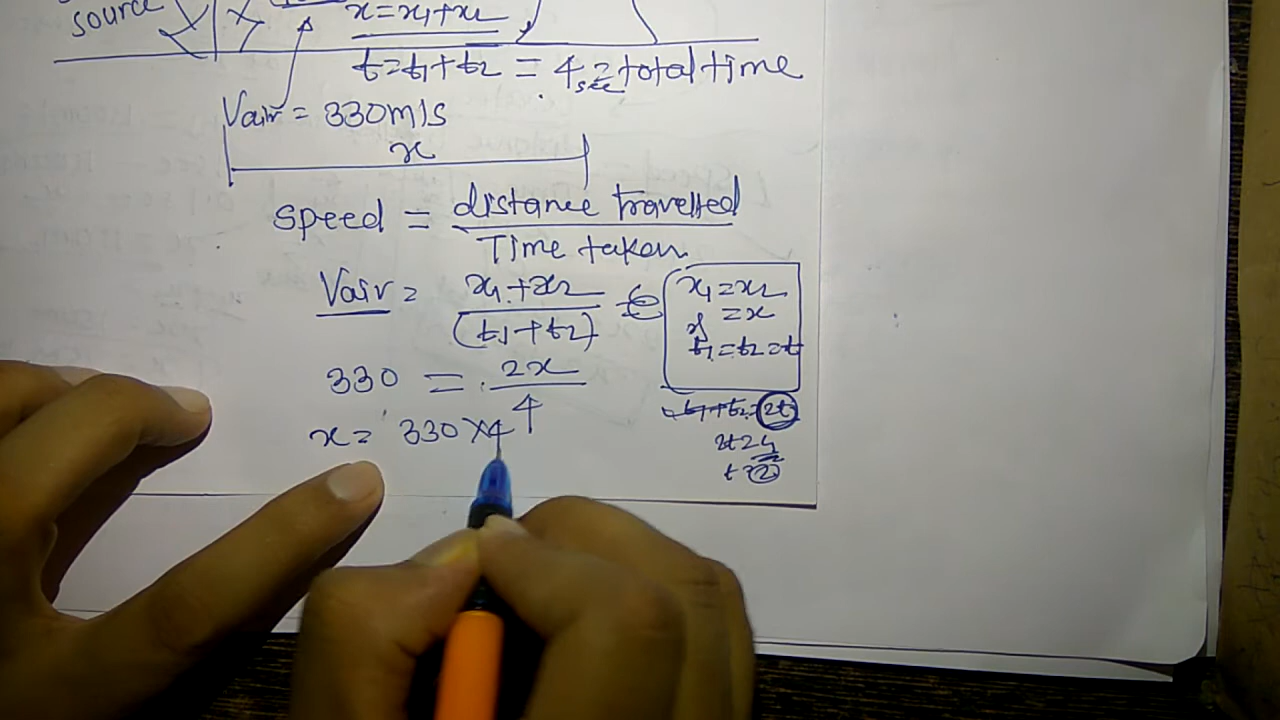 source
x = x1 + x2
t = t1 + t2 = 4 sec = total time
Vair = 330m/s
x
Speed = distance travelled / Time taken
Vair = x1 + x2 / (t1 + t2)
x1 = x2
= x
t1 = t2 = t
330 = 2x / 4
t1 + t2 = 2t
x = 330 × 4
2t = 4
t = 2